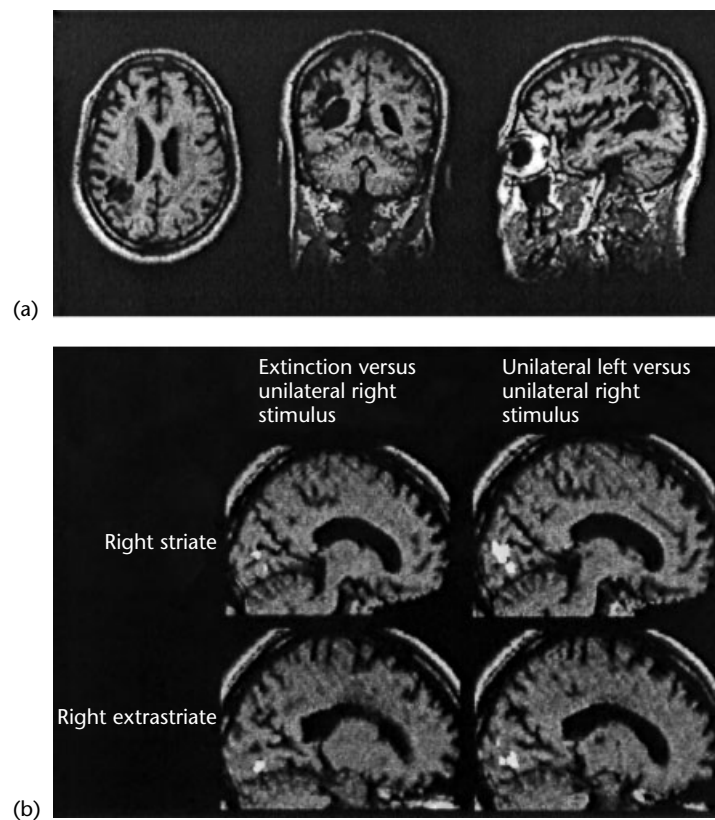 (a)
Extinction versus
unilateral right
stimulus
Unilateral left versus
unilateral right
stimulus
Right striate
Right extrastriate
(b)